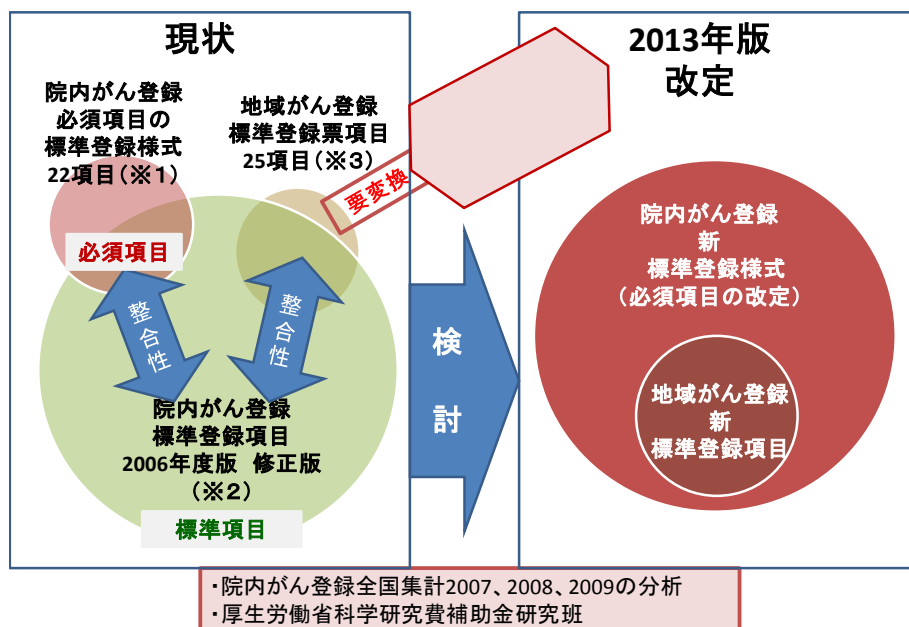 現状
院内がん登録
必須項目の
標準登録様式
22項目(※1)
地域がん登録
標準登録票項目
25項目(※3)
要変換
必須項目
整合性
整合性
院内がん登録
標準登録項目
2006年度版 修正版
(※2)
標準項目
検
討
2013年版
改定
院内がん登録
新
標準登録様式
(必須項目の改定)
地域がん登録
新
標準登録項目
・院内がん登録全国集計2007、2008、2009の分析
・厚生労働省科学研究費補助金研究班